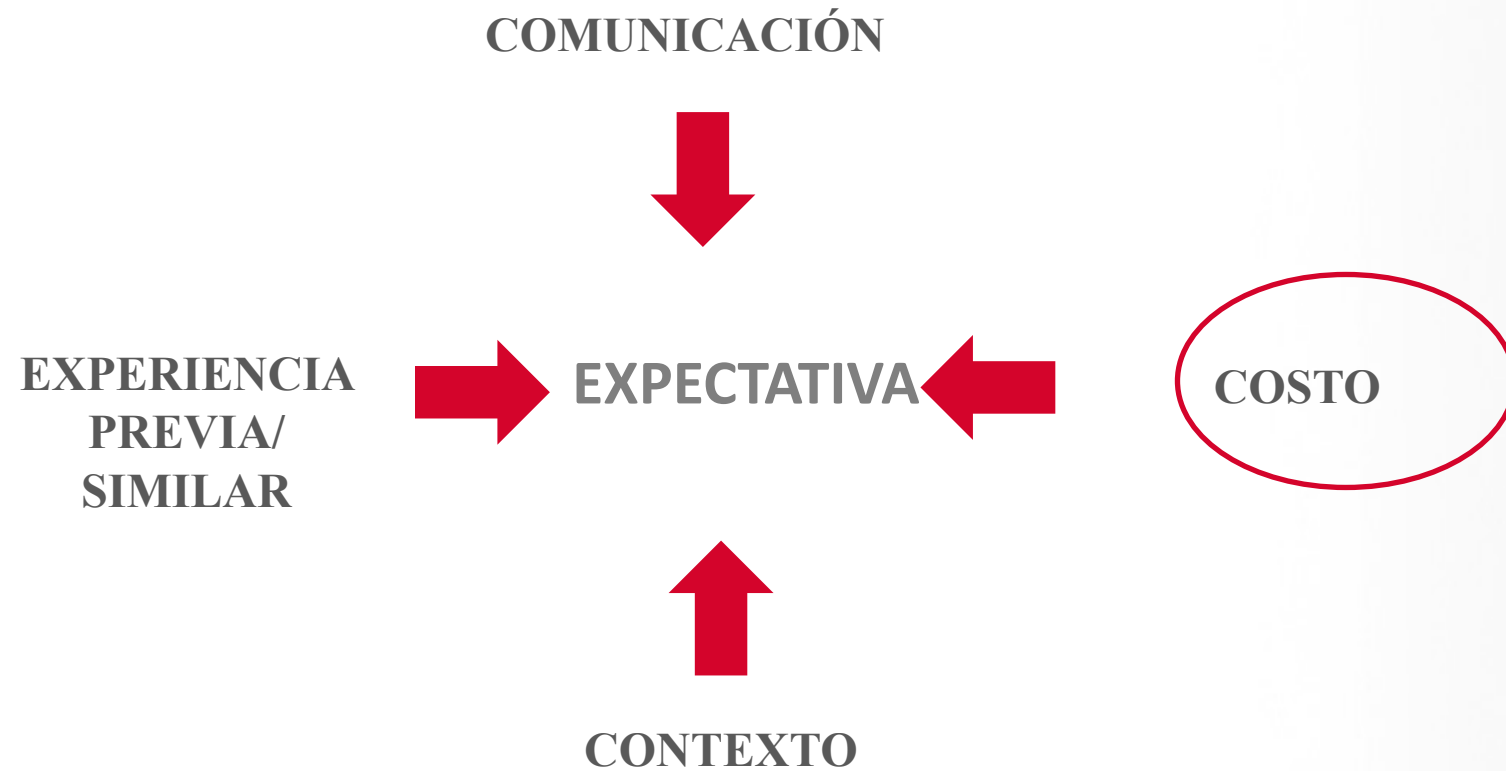 COMUNICACIÓN
EXPERIENCIA
PREVIA/
SIMILAR
EXPECTATIVA
COSTO
CONTEXTO